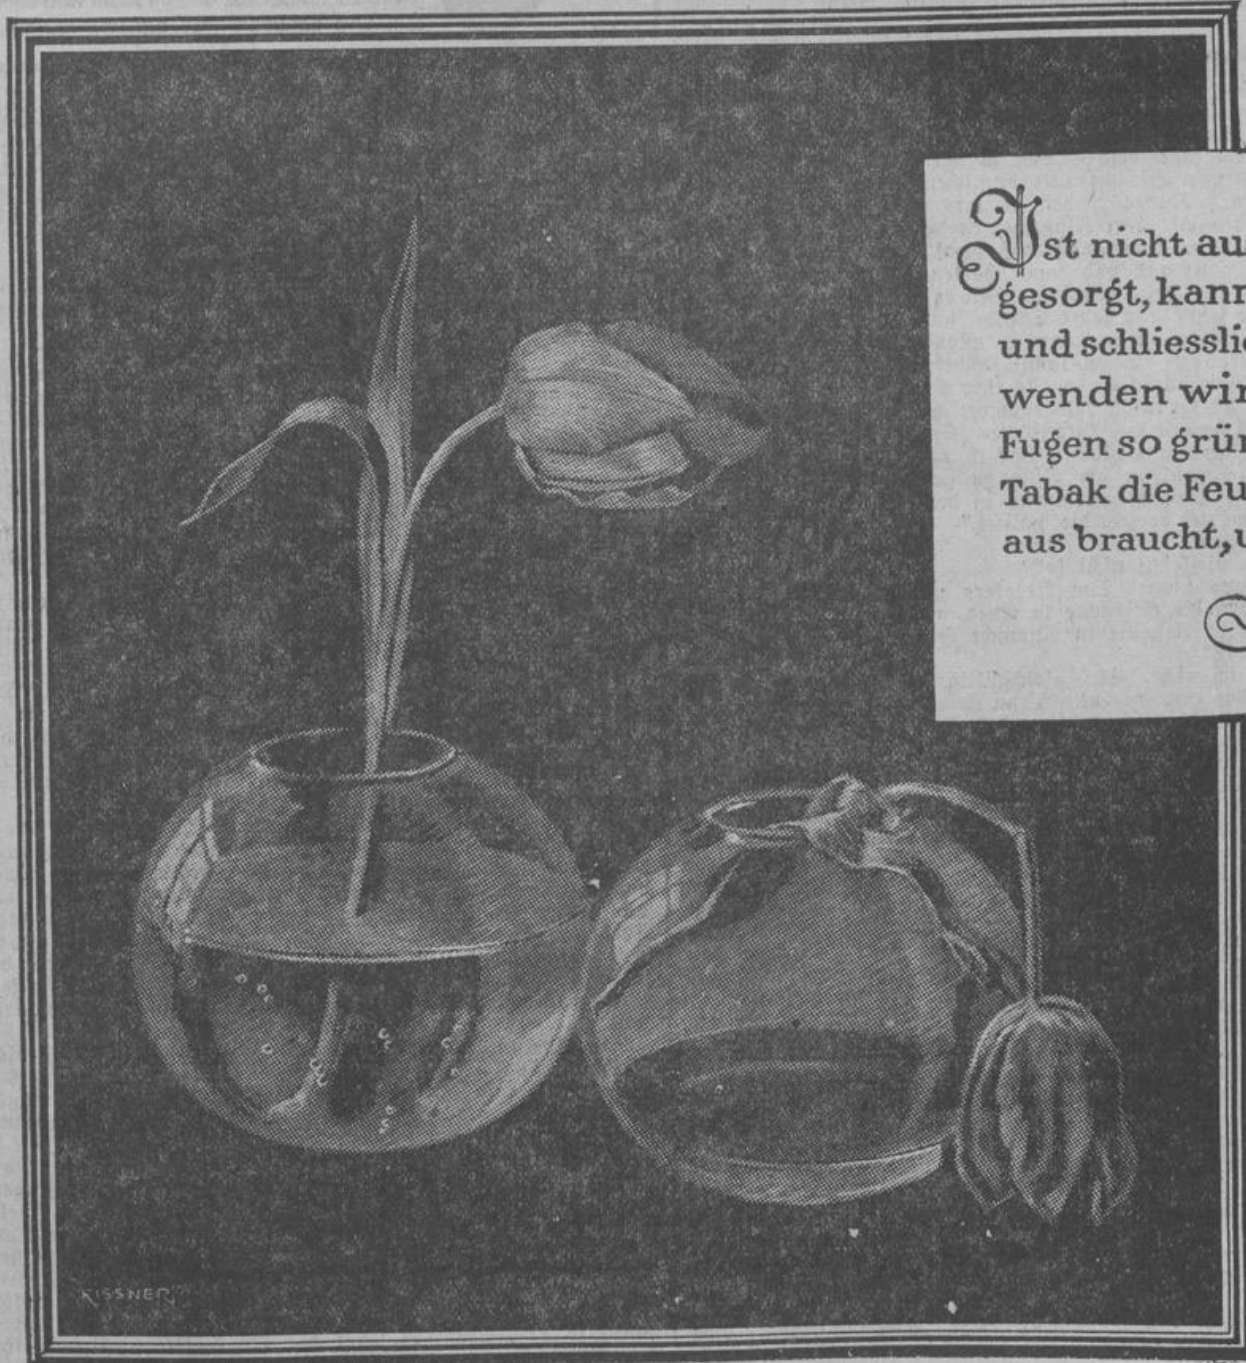 Ist nicht au
gesorgt, kann
und schliesslic
wenden wir
Fugen so grün
Tabak die Feu
aus braucht, u
KISSNER